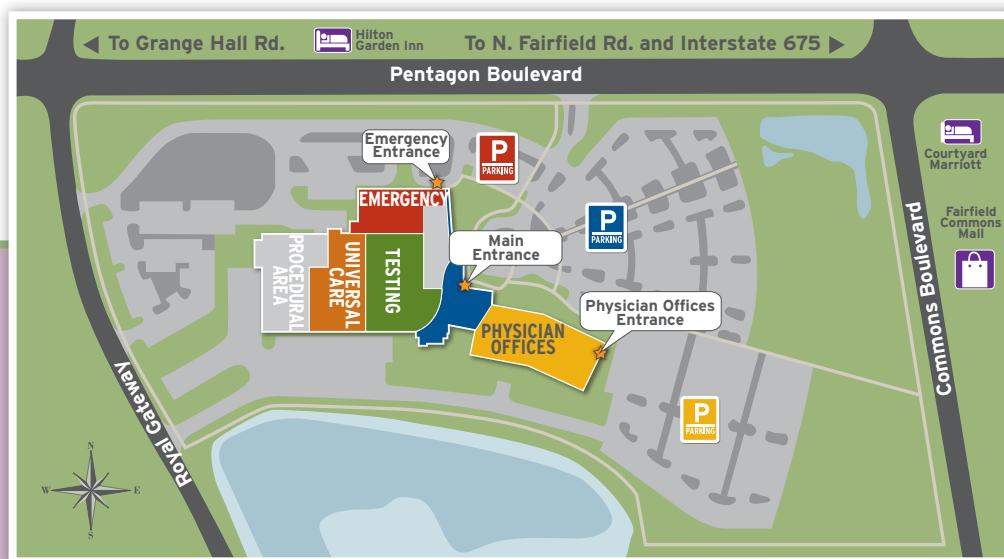 To Grange Hall Rd.
Hilton
Garden Inn
To N. Fairfield Rd. and Interstate 675
Pentagon Boulevard
Emergency
Entrance
P
PARKING
EMERGENCY
P
PARKING
Courtyard
Marriott
Fairfield
Commons
Mall
Main
Entrance
PROCEDURAL
AREA
UNIVERSAL
CARE
TESTING
Physician Offices
Entrance
PHYSICIAN
OFFICES
Commons Boulevard
Royal Gateway
P
PARKING
N
W
E
S